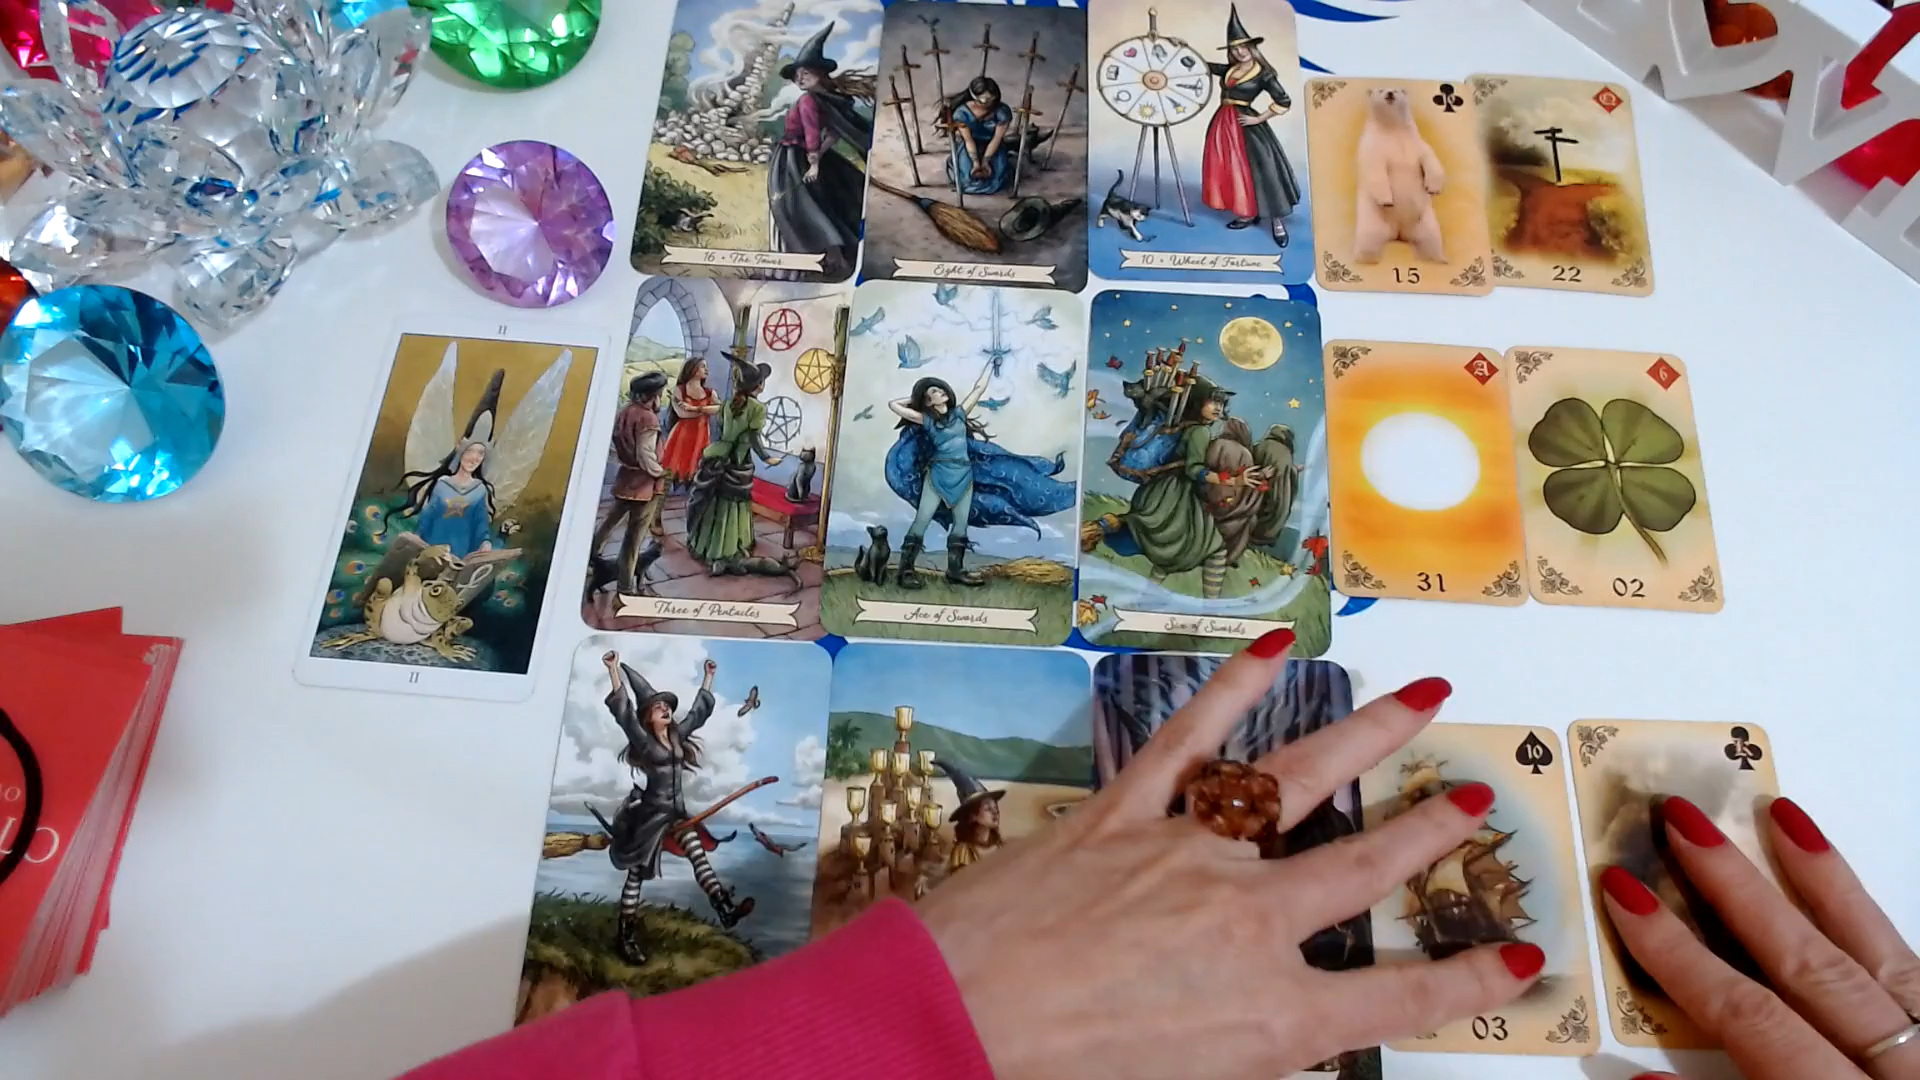 16 • The Tower
Eight of Swords
10 • Wheel of Fortune
15
Q
22
II
II
Three of Pentacles
Ace of Swords
Six of Swords
A
31
6
02
10
03
K
LO